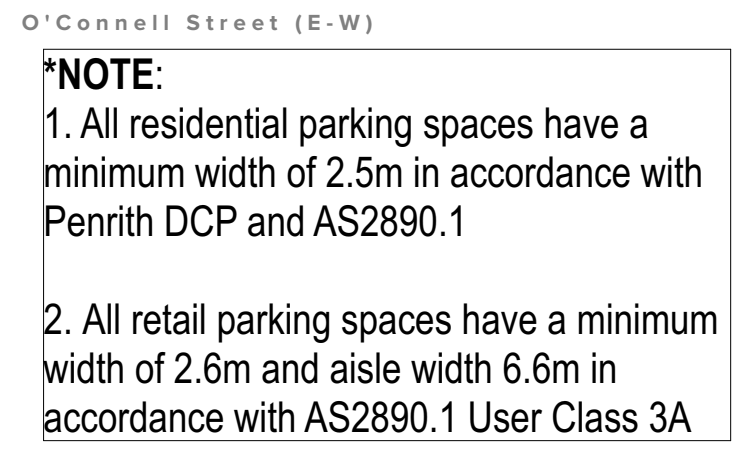 O'Connell Street (E-W)
*NOTE:
1. All residential parking spaces have a
minimum width of 2.5m in accordance with
Penrith DCP and AS2890.1
2. All retail parking spaces have a minimum
width of 2.6m and aisle width 6.6m in
accordance with AS2890.1 User Class 3A